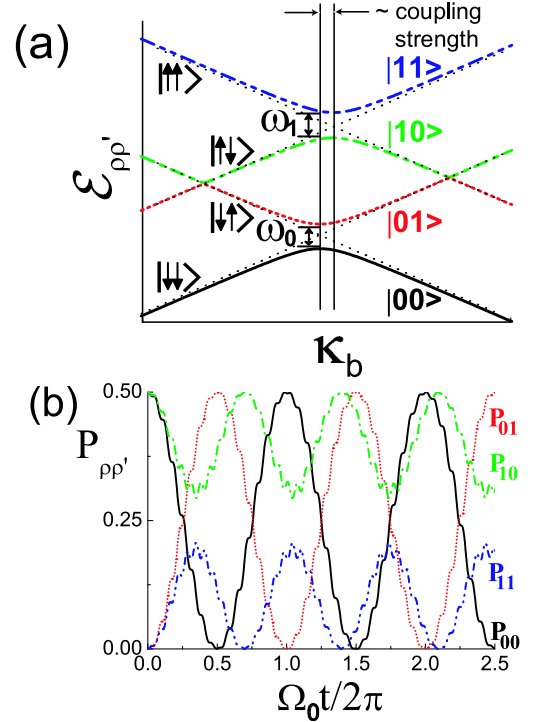 (a)
~ coupling
strength
|↑↑>
|11>
ω1
|↑↓>
|10>
ℰρρ'
|↓↑>
|01>
ω0
|↓↓>
|00>
κb
(b)
Pρρ'
0.50
0.25
0.00
P01
P10
P11
P00
0.0 0.5 1.0 1.5 2.0 2.5
Ω0t/2π